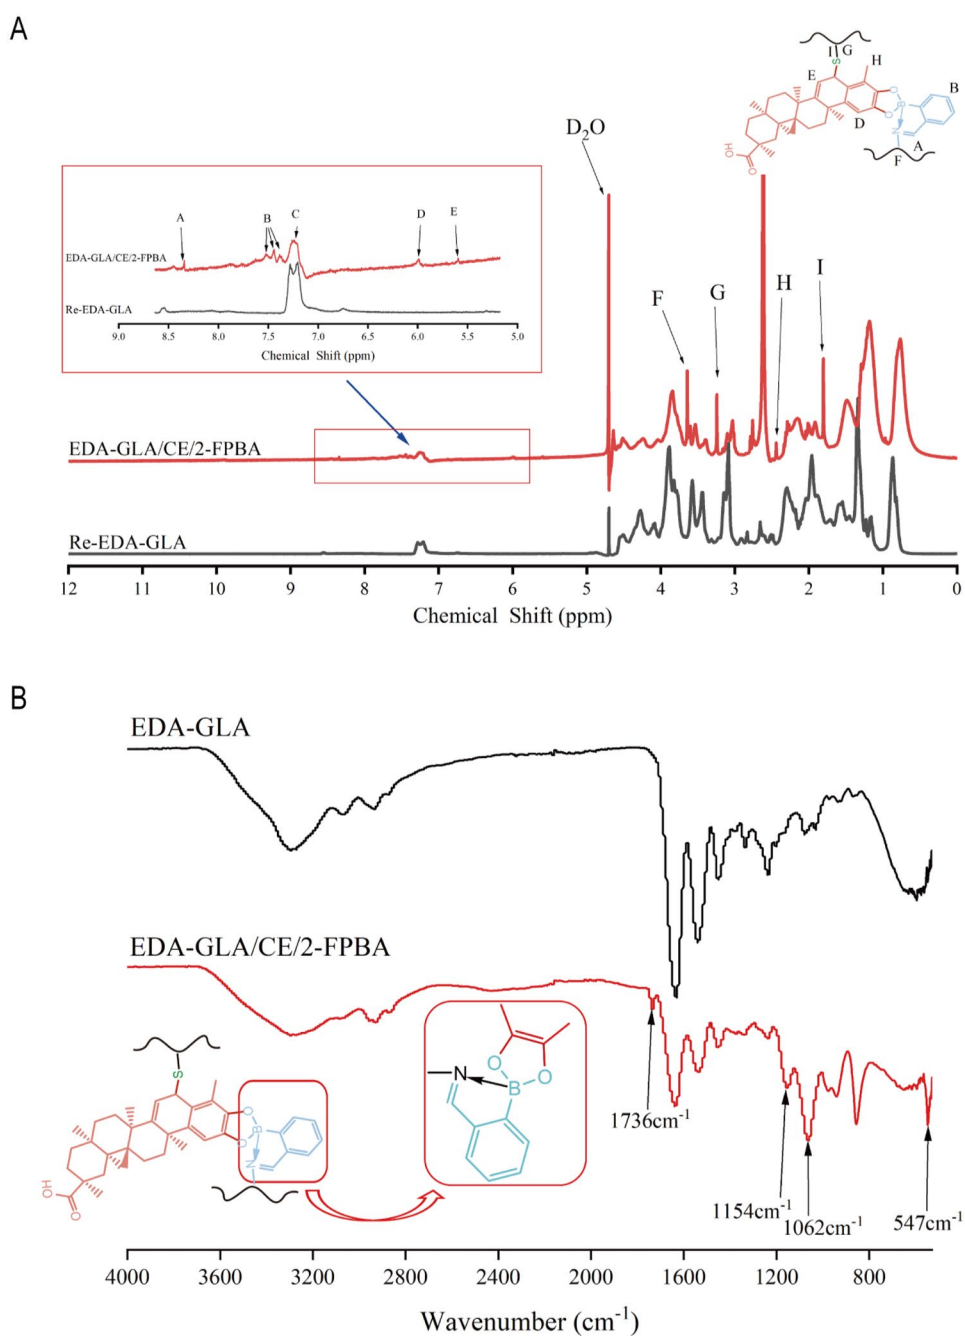 A
I G
S
H
E
O
B
B
O
D
N
A
F
OH
O
D₂O
A
B
C
D
E
EDA-GLA/CE/2-FPBA
Re-EDA-GLA
9.0 8.5 8.0 7.5 7.0 6.5 6.0 5.5 5.0
Chemical Shift (ppm)
F
G
H
I
EDA-GLA/CE/2-FPBA
Re-EDA-GLA
12 11 10 9 8 7 6 5 4 3 2 1 0
Chemical Shift (ppm)
B
EDA-GLA
EDA-GLA/CE/2-FPBA
S
O
B
O
N
OH
O
N
O
B
O
1736cm⁻¹
1154cm⁻¹
1062cm⁻¹
547cm⁻¹
4000 3600 3200 2800 2400 2000 1600 1200 800
Wavenumber (cm⁻¹)